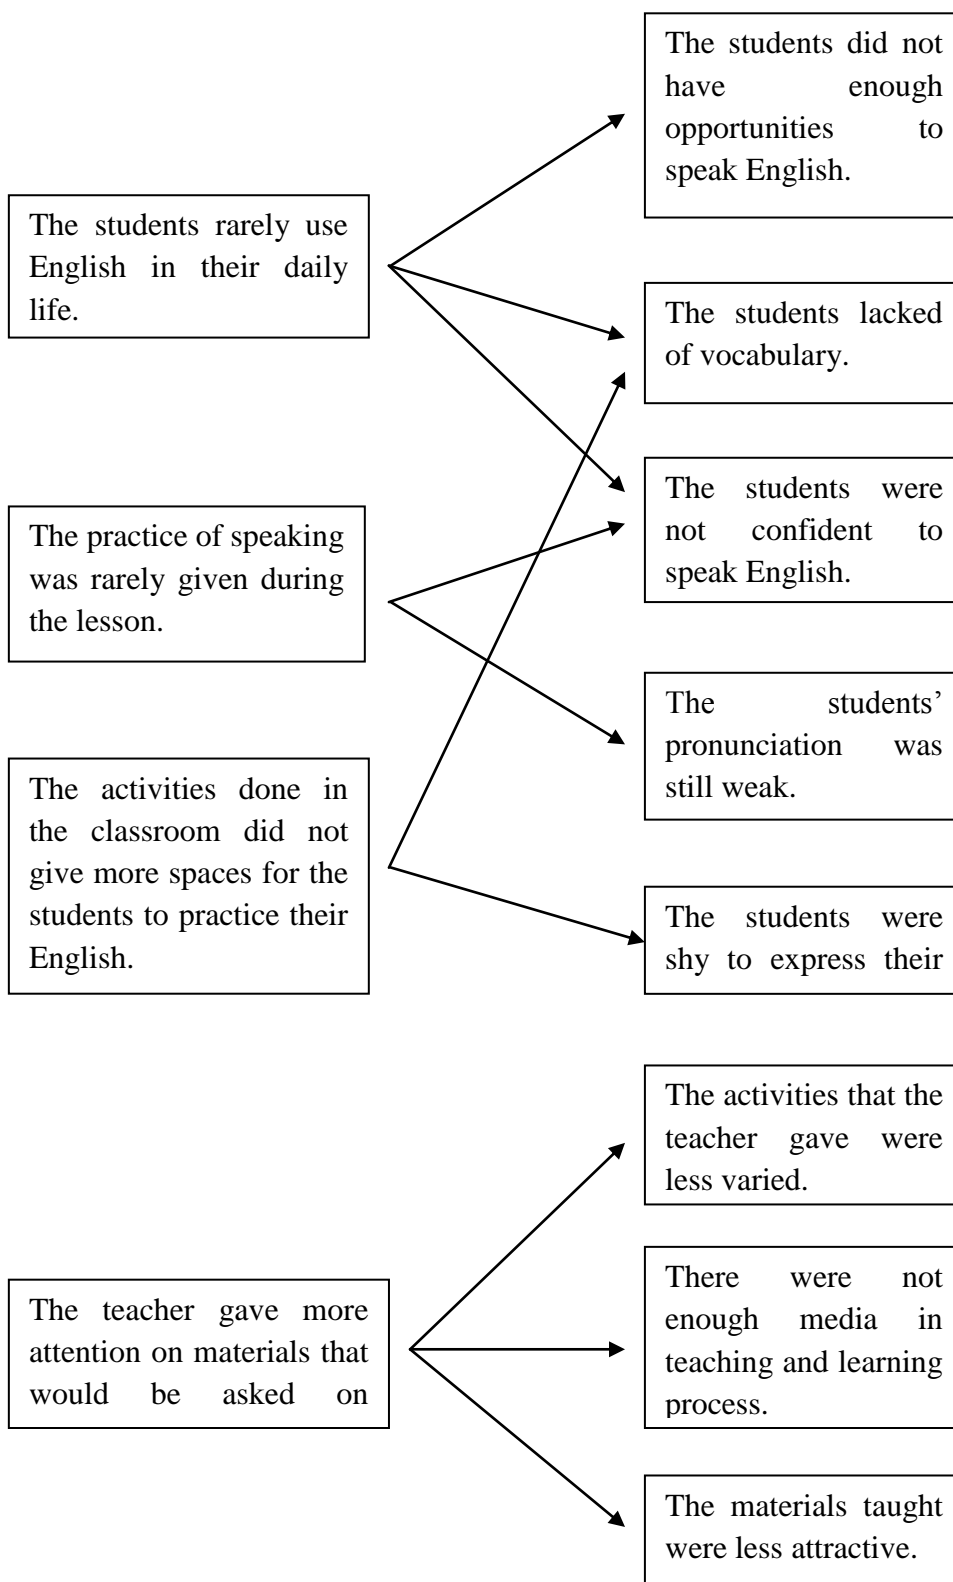 The students did not
have enough
opportunities to
speak English.
The students rarely use
English in their daily
life.
The students lacked
of vocabulary.
The students were
not confident to
speak English.
The practice of speaking
was rarely given during
the lesson.
The students’
pronunciation was
still weak.
The activities done in
the classroom did not
give more spaces for the
students to practice their
English.
The students were
shy to express their
The activities that the
teacher gave were
less varied.
There were not
enough media in
teaching and learning
process.
The teacher gave more
attention on materials that
would be asked on
The materials taught
were less attractive.